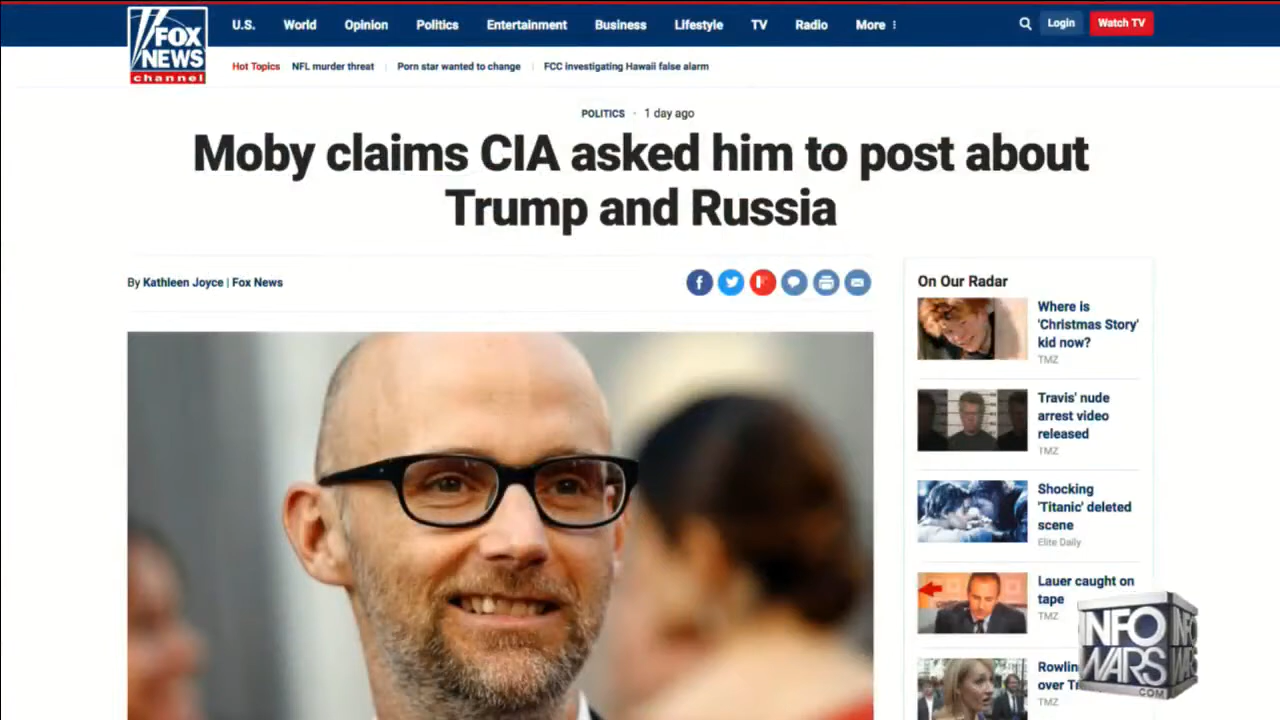 U.S. World Opinion Politics Entertainment Business Lifestyle TV Radio More Login Watch TV
FOX
NEWS
channel
Hot Topics NFL murder threat Porn star wanted to change FCC investigating Hawaii false alarm
POLITICS · 1 day ago
Moby claims CIA asked him to post about
Trump and Russia
By Kathleen Joyce | Fox News
On Our Radar
Where is
'Christmas Story'
kid now?
TMZ
Travis' nude
arrest video
released
TMZ
Shocking
'Titanic' deleted
scene
Elite Daily
Lauer caught on
tape
TMZ
over
TMZ
INFO
WARS
.COM